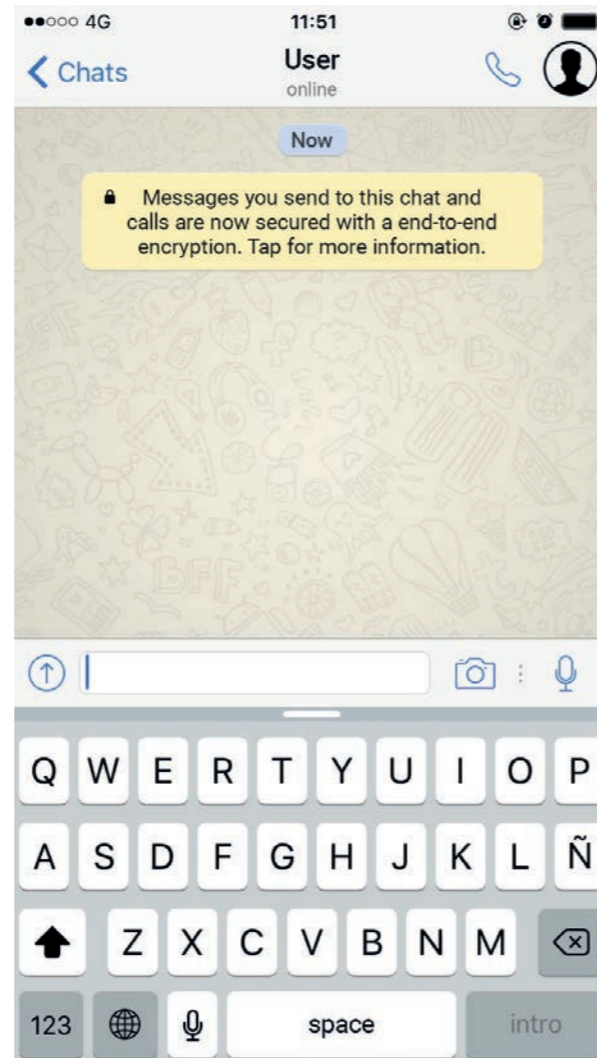 4G 11:51
Chats User
online
Now
Messages you send to this chat and
calls are now secured with a end-to-end
encryption. Tap for more information.
Q W E R T Y U I O P
A S D F G H J K L Ñ
Z X C V B N M
123 space intro